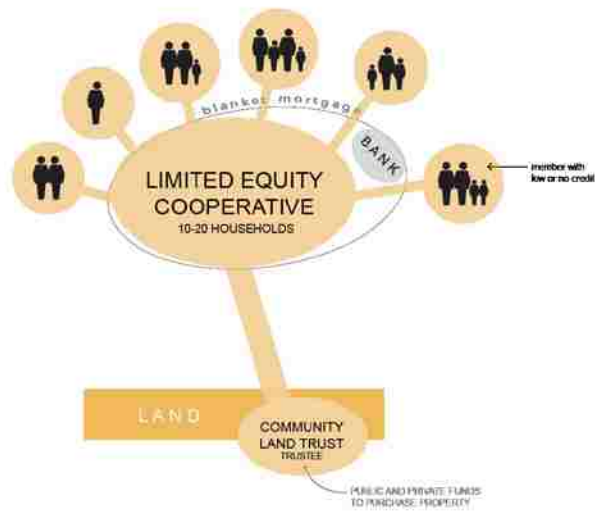 blanket mortgage
BANK
LIMITED EQUITY
COOPERATIVE
10-20 HOUSEHOLDS
member with
low or no credit
LAND
COMMUNITY
LAND TRUST
TRUSTEE
PUBLIC AND PRIVATE FUNDS
TO PURCHASE PROPERTY